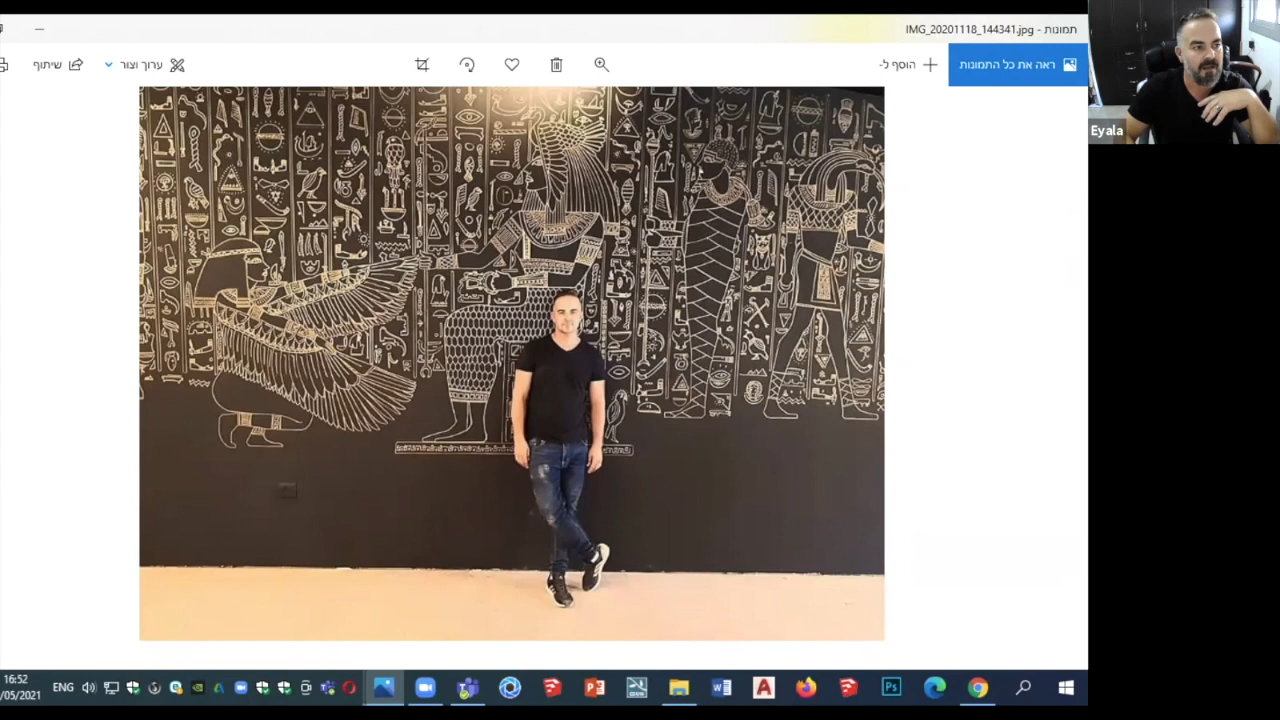 תמונות - IMG_20201118_144341.jpg
ראה את כל התמונות
הוסף ל-
ערוך וצור
שיתוף
Eyala
16:52
/05/2021
ENG